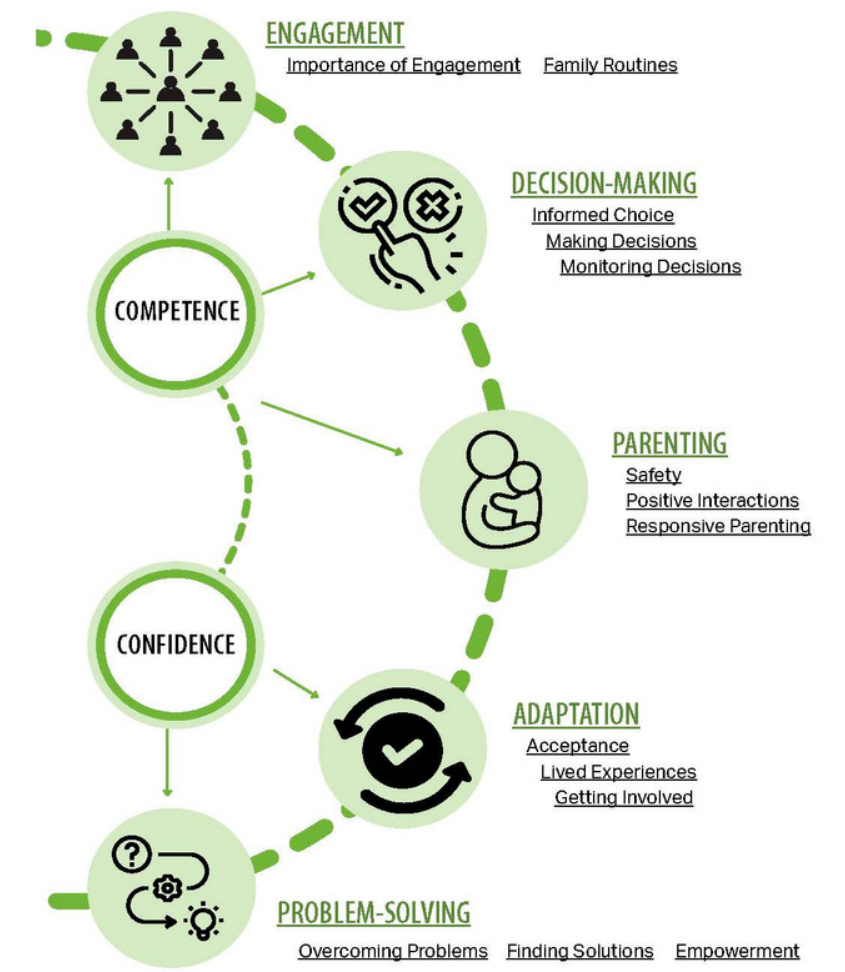 ENGAGEMENT
Importance of Engagement Family Routines
DECISION-MAKING
Informed Choice
Making Decisions
Monitoring Decisions
COMPETENCE
PARENTING
Safety
Positive Interactions
Responsive Parenting
CONFIDENCE
ADAPTATION
Acceptance
Lived Experiences
Getting Involved
PROBLEM-SOLVING
Overcoming Problems Finding Solutions Empowerment